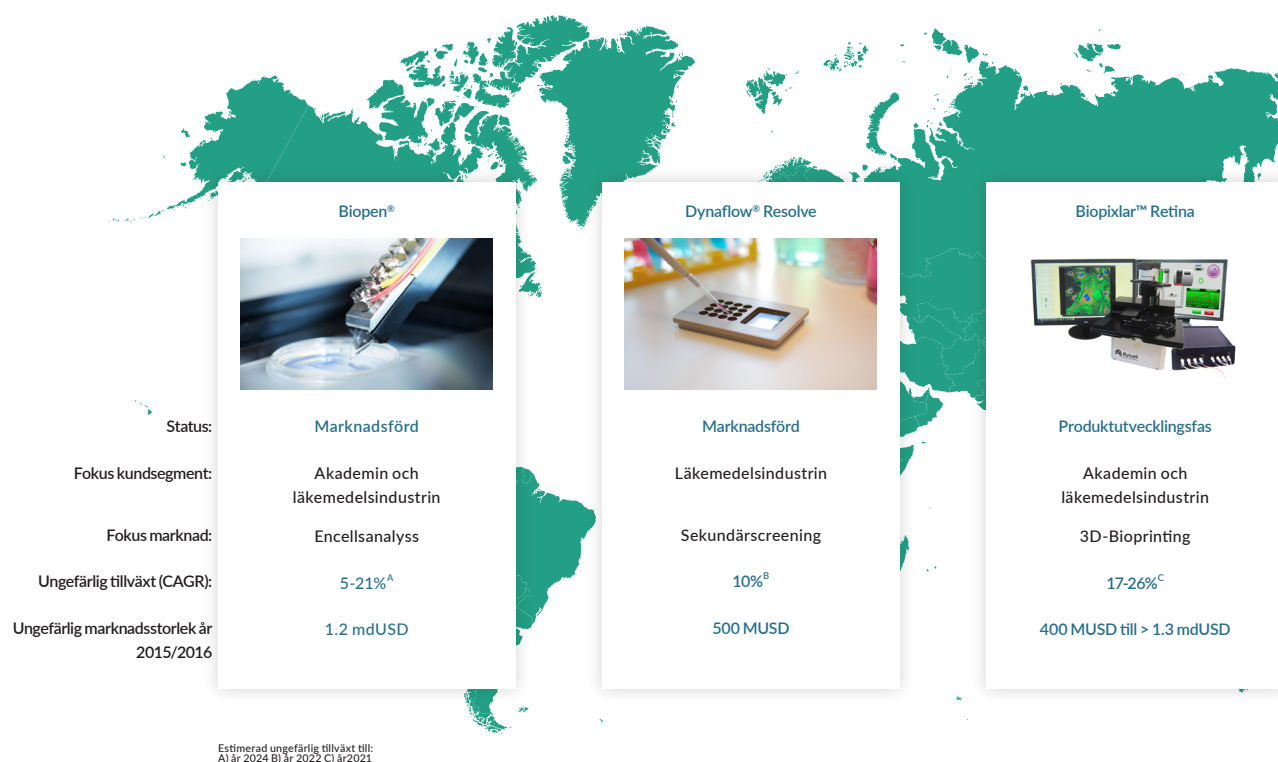 Biopen®
Dynaflow® Resolve
Biopixlar™ Retina
Status:
Marknadsförd
Marknadsförd
Produktutvecklingsfas
Fokus kundsegment:
Akademin och
läkemedelsindustrin
Läkemedelsindustrin
Akademin och
läkemedelsindustrin
Fokus marknad:
Encellsanalyss
Sekundärscreening
3D-Bioprinting
Ungefärlig tillväxt (CAGR):
5-21%A
10%B
17-26%C
Ungefärlig marknadsstorlek år
2015/2016
1.2 mdUSD
500 MUSD
400 MUSD till > 1.3 mdUSD
Estimerad ungefärlig tillväxt till:
A) år 2024 B) år 2022 C) år2021